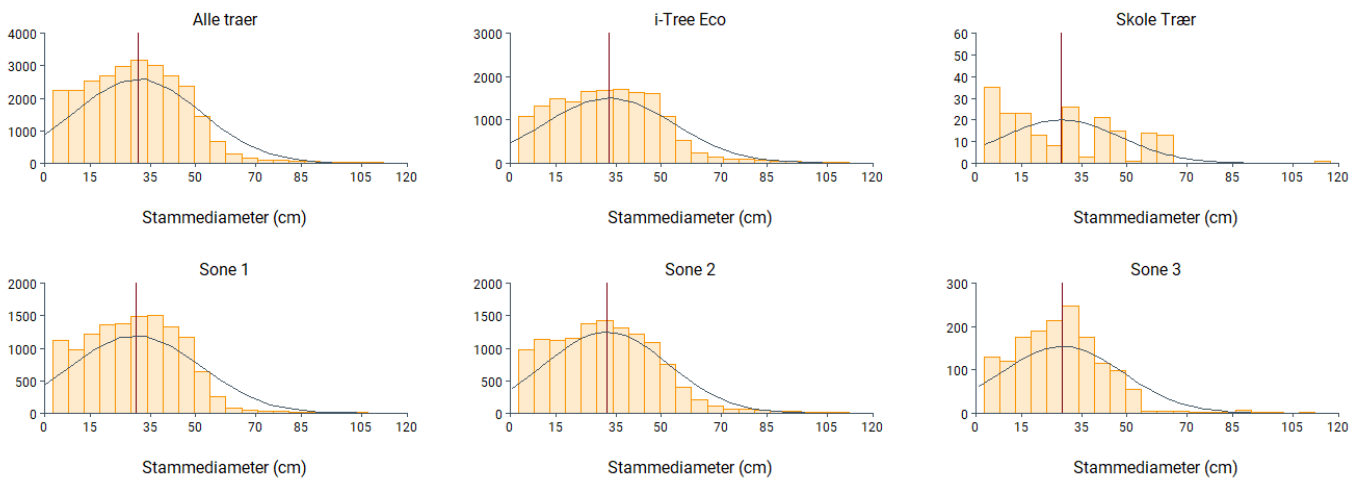 Alle traer
4000
3000
2000
1000
0
0 15 35 50 70 85 105 120
Stammediameter (cm)
i-Tree Eco
3000
2000
1000
0
0 15 35 50 70 85 105 120
Stammediameter (cm)
Skole Trær
60
50
40
30
20
10
0
0 15 35 50 70 85 105 120
Stammediameter (cm)
Sone 1
2000
1500
1000
500
0
0 15 35 50 70 85 105 120
Stammediameter (cm)
Sone 2
2000
1500
1000
500
0
0 15 35 50 70 85 105 120
Stammediameter (cm)
Sone 3
300
200
100
0
0 15 35 50 70 85 105 120
Stammediameter (cm)